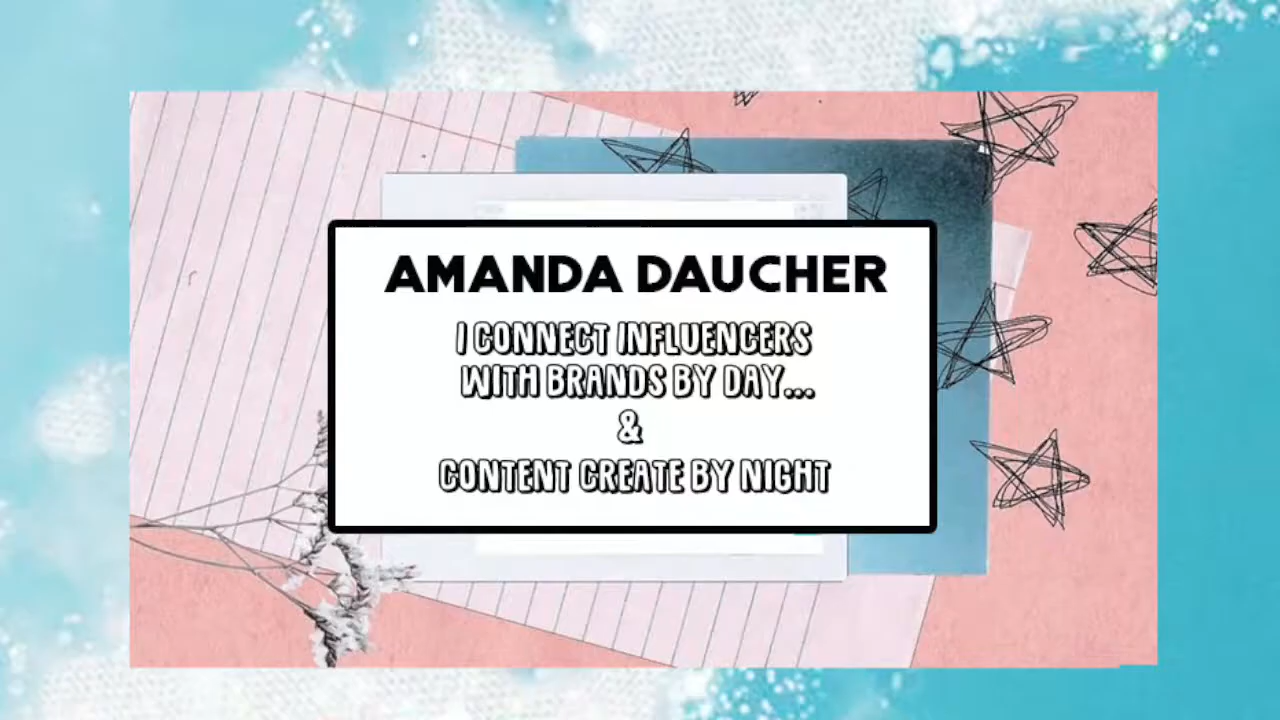 AMANDA DAUCHER
I CONNECT INFLUENCERS
WITH BRANDS BY DAY...
&
CONTENT CREATE BY NIGHT